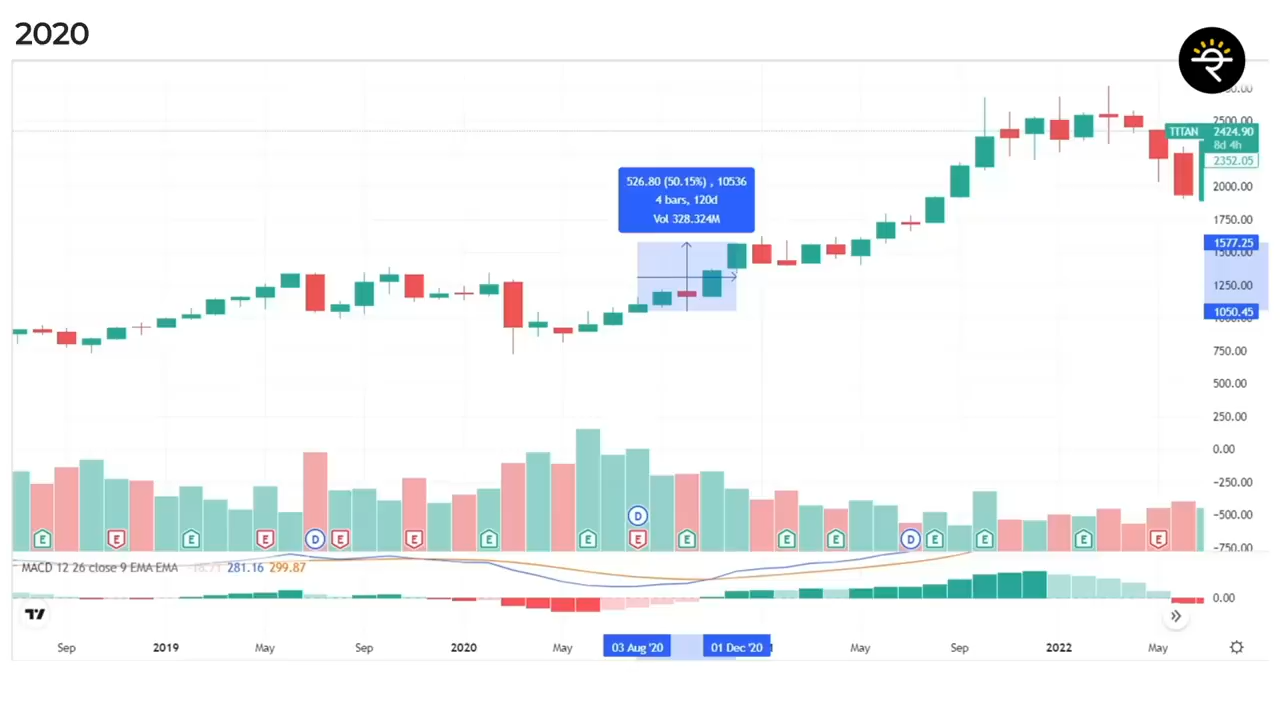 2020
2500.00
TITAN 2424.90
8d 4h
2352.05
526.80 (50.15%) , 10536
4 bars, 120d
Vol 328.324M
2000.00
1750.00
1577.25
1500.00
1250.00
1050.45
1000.00
750.00
500.00
250.00
0.00
−250.00
−500.00
−750.00
D
E E E E D E E E E D E E E E D E E E E
MACD 12 26 close 9 EMA EMA 281.16 299.87
0.00
Sep 2019 May Sep 2020 May 03 Aug '20 01 Dec '20 May Sep 2022 May